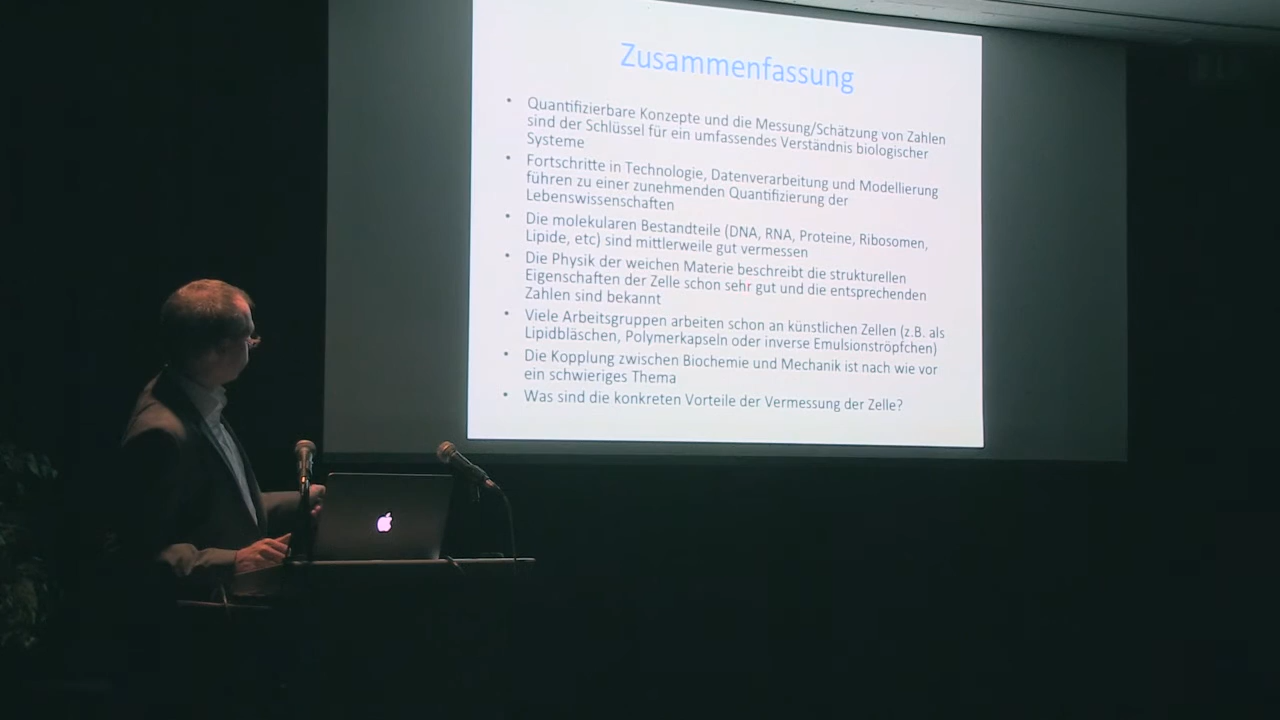 Zusammenfassung
• Quantifizierbare Konzepte und die Messung/Schätzung von Zahlen
sind der Schlüssel für ein umfassendes Verständnis biologischer
Systeme
• Fortschritte in Technologie, Datenverarbeitung und Modellierung
führen zu einer zunehmenden Quantifizierung der
Lebenswissenschaften
• Die molekularen Bestandteile (DNA, RNA, Proteine, Ribosomen,
Lipide, etc) sind mittlerweile gut vermessen
• Die Physik der weichen Materie beschreibt die strukturellen
Eigenschaften der Zelle schon sehr gut und die entsprechenden
Zahlen sind bekannt
• Viele Arbeitsgruppen arbeiten schon an künstlichen Zellen (z.B. als
Lipidbläschen, Polymerkapseln oder inverse Emulsionströpfchen)
• Die Kopplung zwischen Biochemie und Mechanik ist nach wie vor
ein schwieriges Thema
• Was sind die konkreten Vorteile der Vermessung der Zelle?